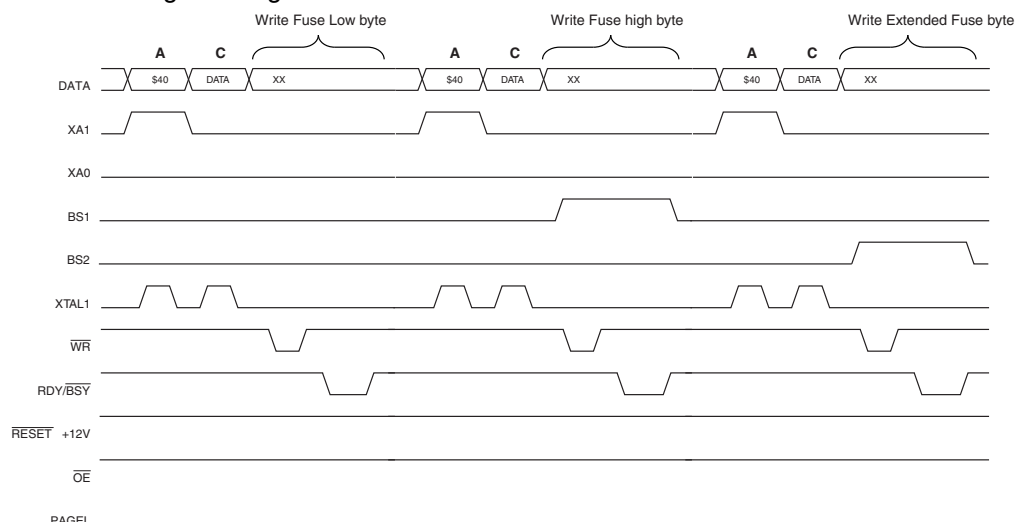 Write Fuse Low byte Write Fuse high byte Write Extended Fuse byte
A C A C A C
DATA $40 DATA XX $40 DATA XX $40 DATA XX
XA1
XA0
BS1
BS2
XTAL1
WR
RDY/BSY
RESET +12V
OE
PAGEL